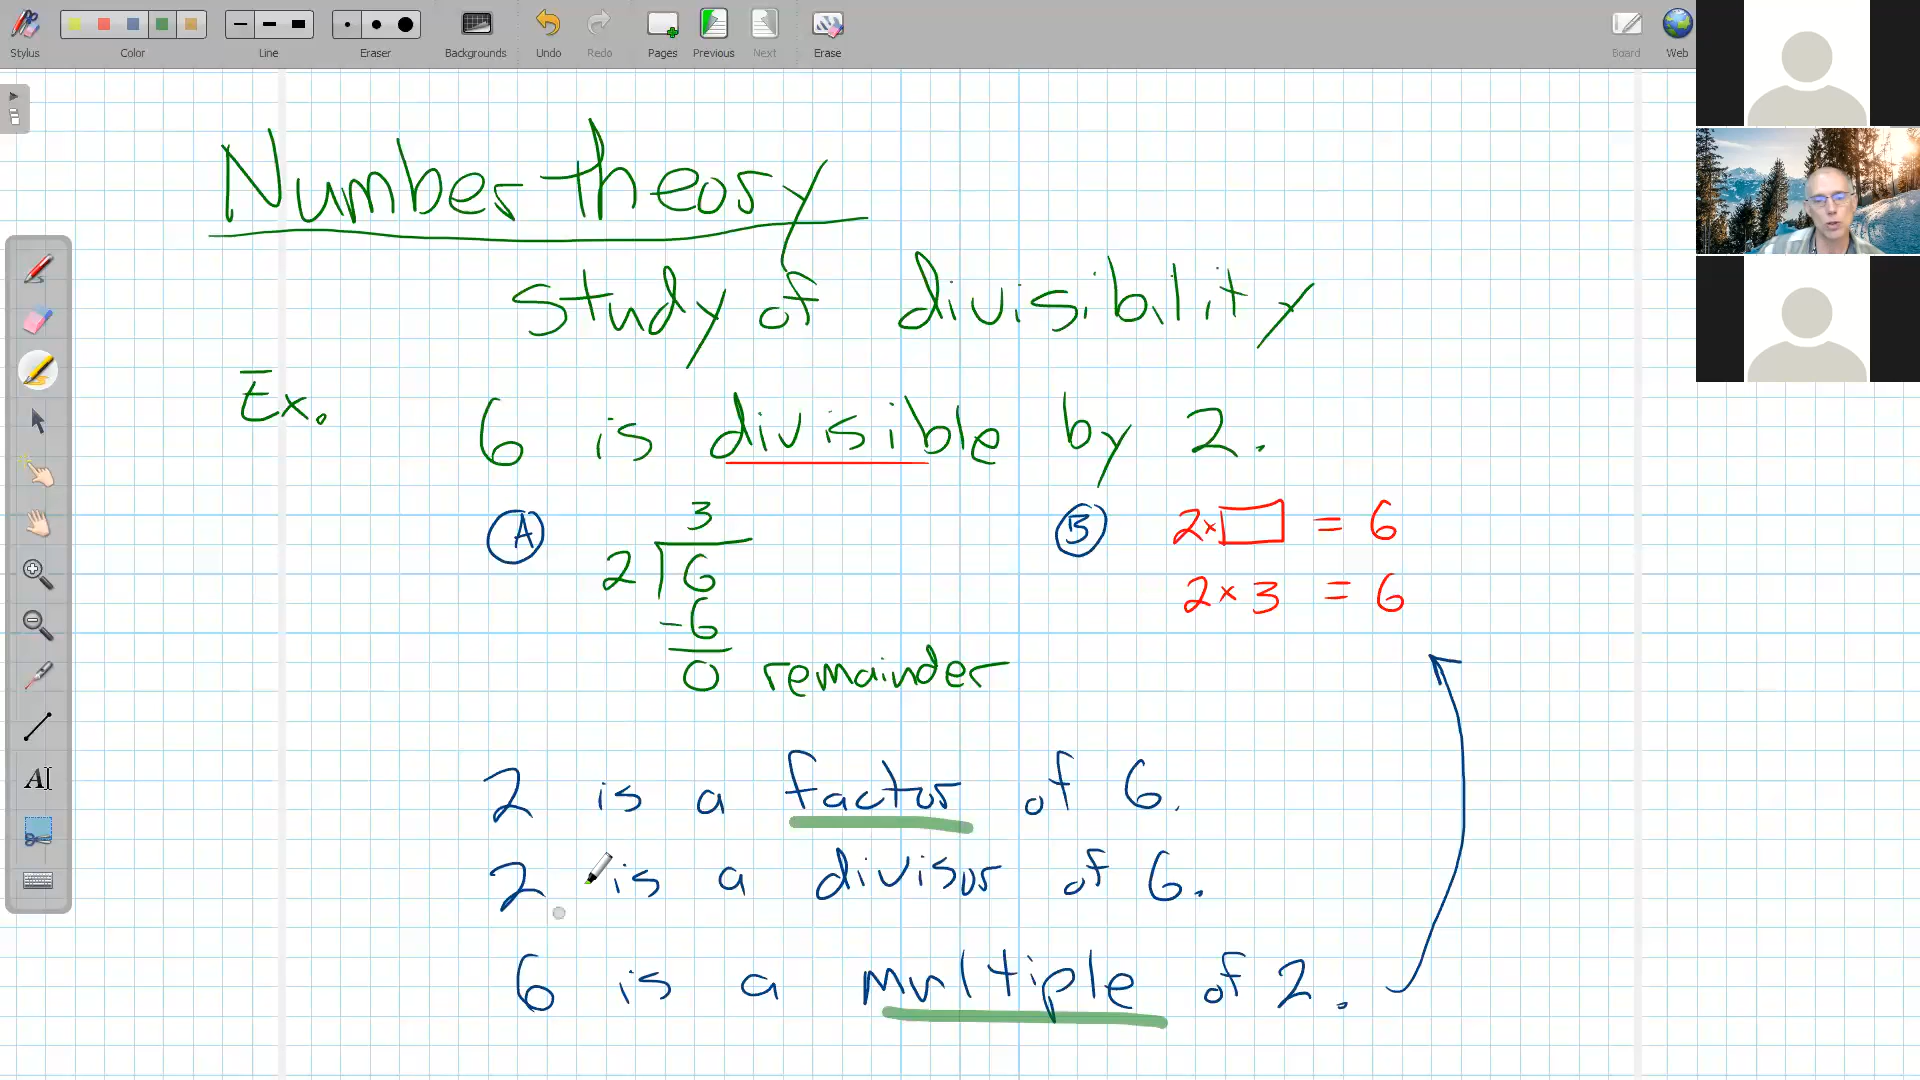 Stylus Color Line Eraser Backgrounds Undo Redo Pages Previous Next Erase Board Web
Number theory
study of divisibility
Ex. 6 is divisible by 2.
A
3
2 6
-6
0 remainder
B 2 × = 6
2 × 3 = 6
2 is a factor of 6.
2 is a divisor of 6.
6 is a multiple of 2.
A